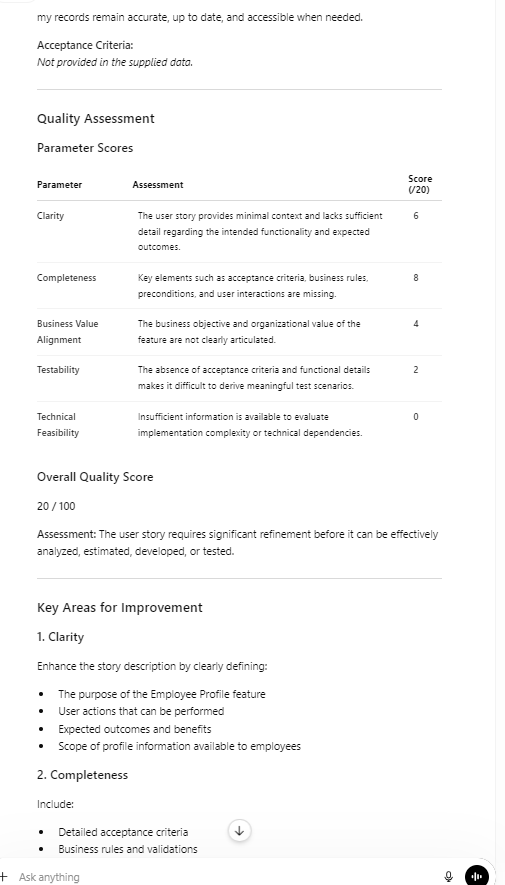 my records remain accurate, up to date, and accessible when needed.
Acceptance Criteria:
Not provided in the supplied data.
Quality Assessment
Parameter Scores
Parameter Assessment Score (/20)
Clarity The user story provides minimal context and lacks sufficient 6
detail regarding the intended functionality and expected
outcomes.
Completeness Key elements such as acceptance criteria, business rules, 8
preconditions, and user interactions are missing.
Business Value The business objective and organizational value of the 4
Alignment feature are not clearly articulated.
Testability The absence of acceptance criteria and functional details 2
makes it difficult to derive meaningful test scenarios.
Technical Insufficient information is available to evaluate 0
Feasibility implementation complexity or technical dependencies.
Overall Quality Score
20 / 100
Assessment: The user story requires significant refinement before it can be effectively
analyzed, estimated, developed, or tested.
Key Areas for Improvement
1. Clarity
Enhance the story description by clearly defining:
• The purpose of the Employee Profile feature
• User actions that can be performed
• Expected outcomes and benefits
• Scope of profile information available to employees
2. Completeness
Include:
• Detailed acceptance criteria
• Business rules and validations
Ask anything